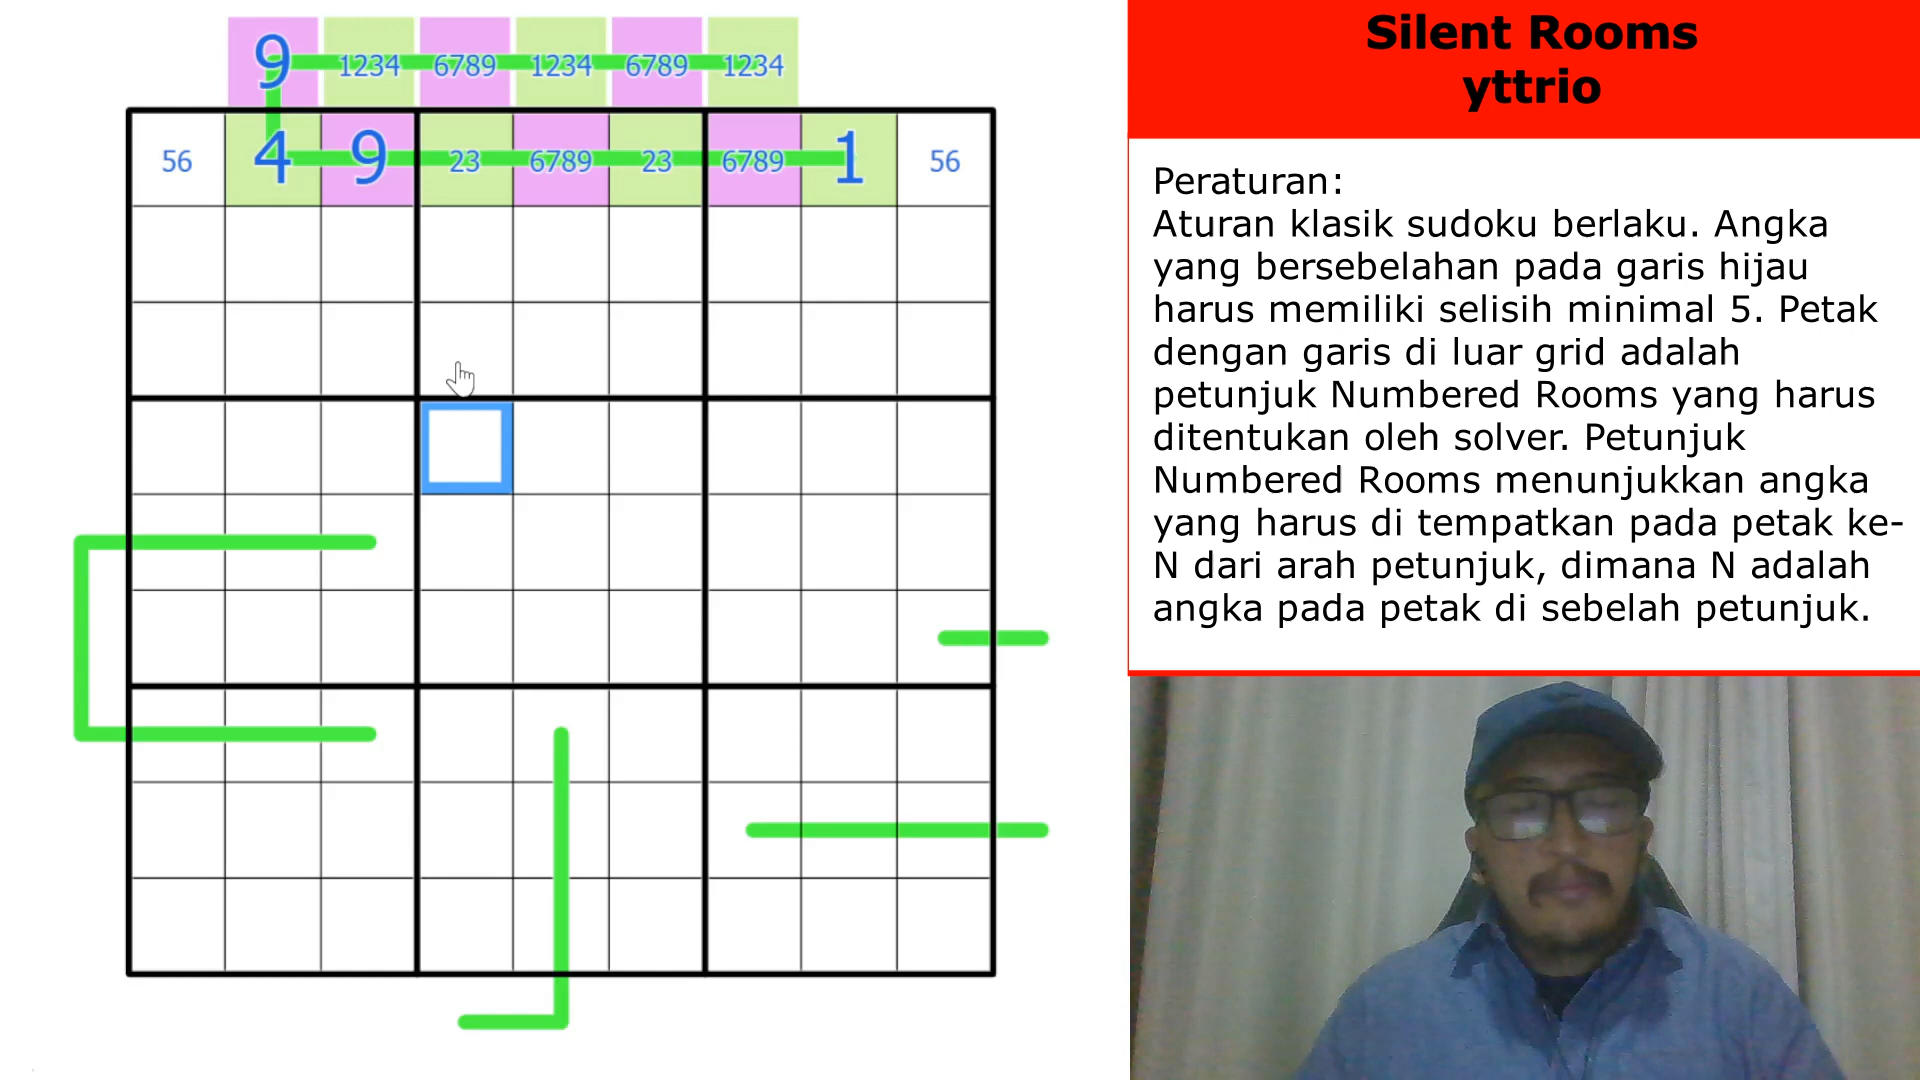 Silent Rooms
yttrio
9 1234 6789 1234 6789 1234
56 4 9 23 6789 23 6789 1 56
Peraturan:
Aturan klasik sudoku berlaku. Angka
yang bersebelahan pada garis hijau
harus memiliki selisih minimal 5. Petak
dengan garis di luar grid adalah
petunjuk Numbered Rooms yang harus
ditentukan oleh solver. Petunjuk
Numbered Rooms menunjukkan angka
yang harus di tempatkan pada petak ke-
N dari arah petunjuk, dimana N adalah
angka pada petak di sebelah petunjuk.